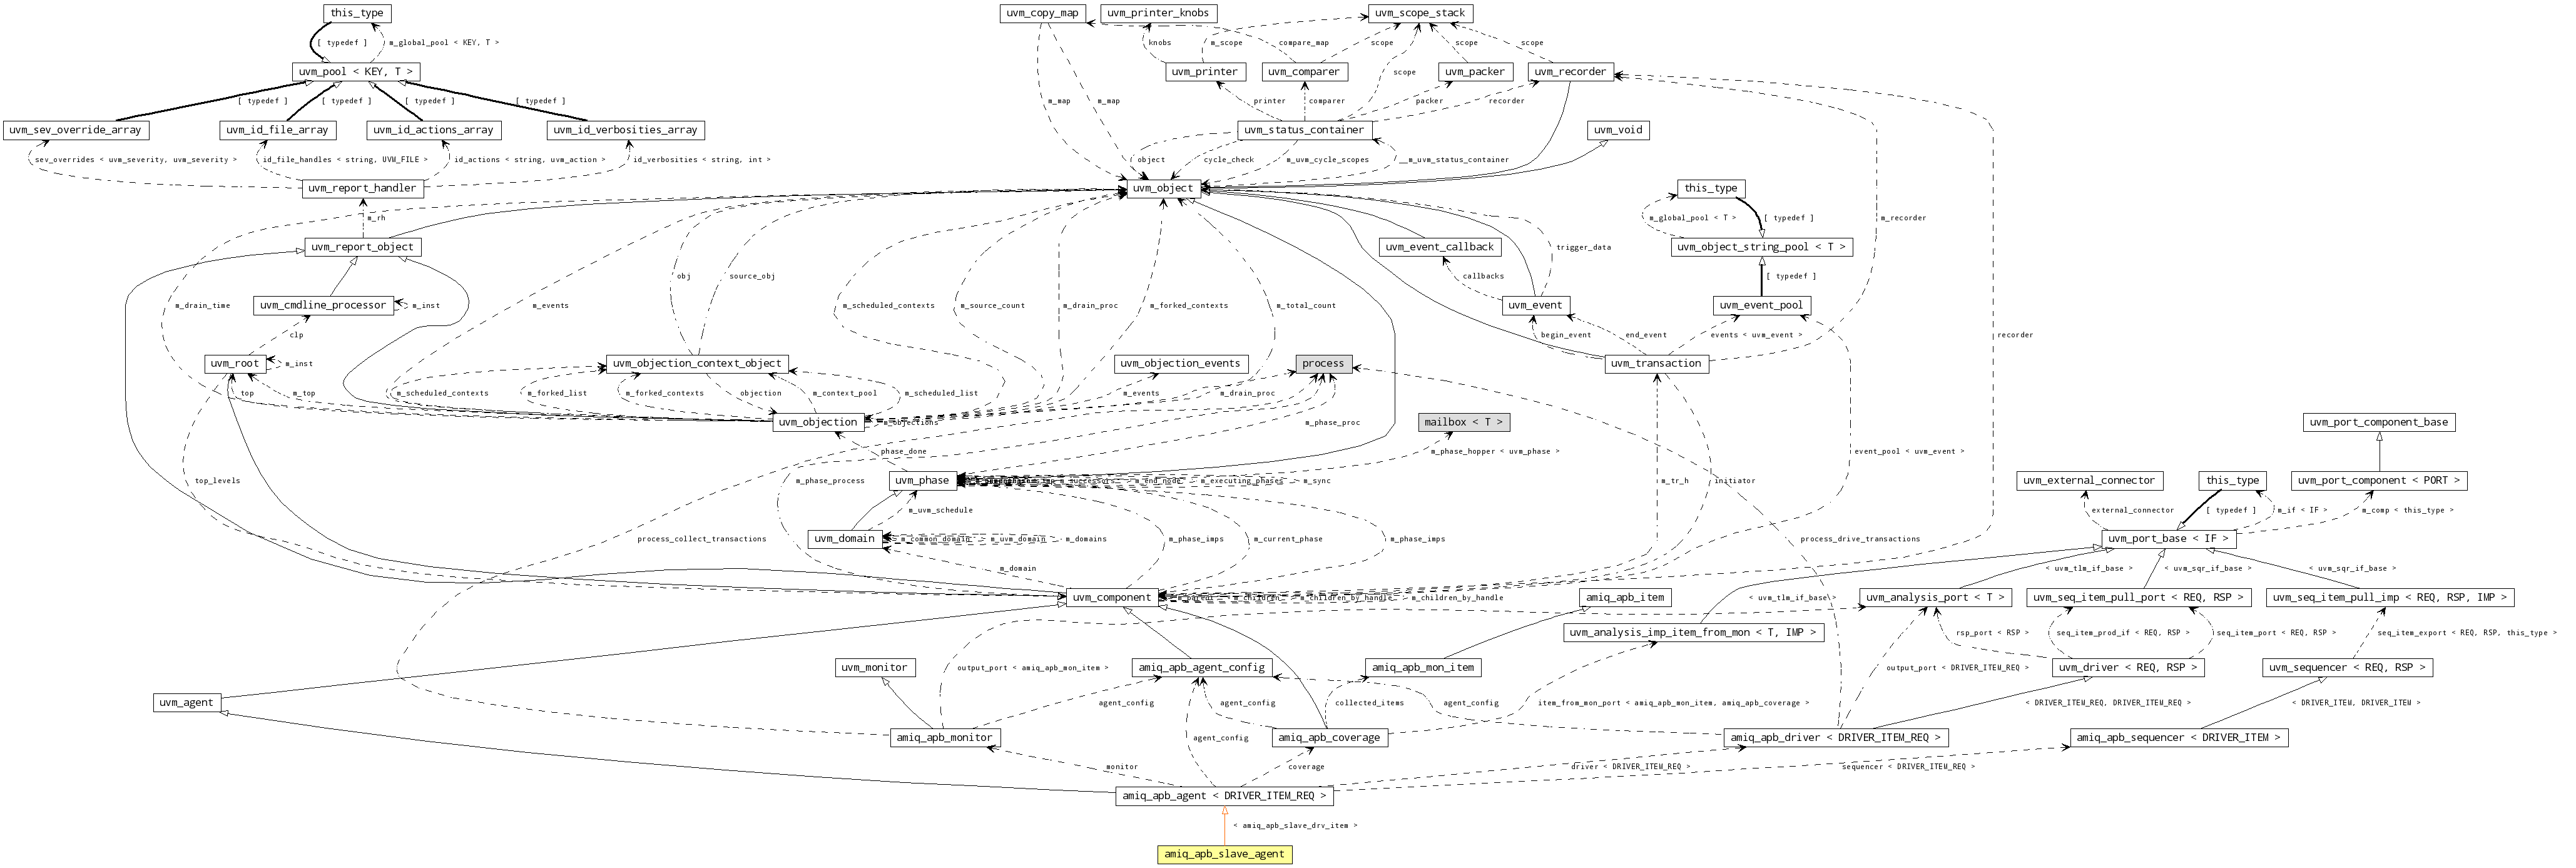 this_type
uvm_copy_map
uvm_printer_knobs
uvm_scope_stack
[ typedef ]
m_global_pool < KEY, T >
knobs
m_scope
compare_map
scope
scope
scope
uvm_pool < KEY, T >
uvm_printer
uvm_comparer
scope
uvm_packer
uvm_recorder
[ typedef ]
[ typedef ]
[ typedef ]
[ typedef ]
m_map
m_map
printer
comparer
packer
recorder
uvm_sev_override_array
uvm_id_file_array
uvm_id_actions_array
uvm_id_verbosities_array
uvm_status_container
uvm_void
sev_overrides < uvm_severity, uvm_severity >
id_file_handles < string, UVM_FILE >
id_actions < string, uvm_action >
id_verbosities < string, int >
object
cycle_check
m_uvm_cycle_scopes
__m_uvm_status_container
uvm_report_handler
uvm_object
this_type
m_rh
m_global_pool < T >
[ typedef ]
m_recorder
uvm_report_object
uvm_event_callback
uvm_object_string_pool < T >
trigger_data
obj
source_obj
callbacks
[ typedef ]
uvm_cmdline_processor
m_inst
m_drain_time
m_events
m_scheduled_contexts
m_source_count
m_drain_proc
m_forked_contexts
m_total_count
uvm_event
uvm_event_pool
clp
begin_event
end_event
events < uvm_event >
recorder
uvm_root
m_inst
uvm_objection_context_object
uvm_objection_events
process
uvm_transaction
top
m_top
m_scheduled_contexts
m_forked_list
m_forked_contexts
objection
m_context_pool
m_scheduled_list
m_events
m_drain_proc
uvm_objection
m_objections
m_phase_proc
mailbox < T >
uvm_port_component_base
phase_done
m_phase_hopper < uvm_phase >
event_pool < uvm_event >
top_levels
m_phase_process
uvm_phase
m_successors
m_end_node
m_executing_phases
m_sync
m_tr_h
initiator
uvm_external_connector
this_type
uvm_port_component < PORT >
m_uvm_schedule
external_connector
[ typedef ]
m_if < IF >
m_comp < this_type >
process_collect_transactions
uvm_domain
m_common_domain
m_uvm_domain
m_domains
m_phase_imps
m_current_phase
m_phase_imps
process_drive_transactions
uvm_port_base < IF >
m_domain
< uvm_tlm_if_base >
< uvm_sqr_if_base >
< uvm_sqr_if_base >
uvm_component
m_parent
m_children
m_children_by_handle
m_children_by_handle
amiq_apb_item
< uvm_tlm_if_base >
uvm_analysis_port < T >
uvm_seq_item_pull_port < REQ, RSP >
uvm_seq_item_pull_imp < REQ, RSP, IMP >
uvm_analysis_imp_item_from_mon < T, IMP >
rsp_port < RSP >
seq_item_prod_if < REQ, RSP >
seq_item_port < REQ, RSP >
seq_item_export < REQ, RSP, this_type >
uvm_monitor
output_port < amiq_apb_mon_item >
amiq_apb_agent_config
amiq_apb_mon_item
output_port < DRIVER_ITEM_REQ >
uvm_driver < REQ, RSP >
uvm_sequencer < REQ, RSP >
uvm_agent
agent_config
agent_config
collected_items
agent_config
item_from_mon_port < amiq_apb_mon_item, amiq_apb_coverage >
< DRIVER_ITEM_REQ, DRIVER_ITEM_REQ >
< DRIVER_ITEM, DRIVER_ITEM >
amiq_apb_monitor
agent_config
amiq_apb_coverage
amiq_apb_driver < DRIVER_ITEM_REQ >
amiq_apb_sequencer < DRIVER_ITEM >
monitor
coverage
driver < DRIVER_ITEM_REQ >
sequencer < DRIVER_ITEM_REQ >
amiq_apb_agent < DRIVER_ITEM_REQ >
< amiq_apb_slave_drv_item >
amiq_apb_slave_agent